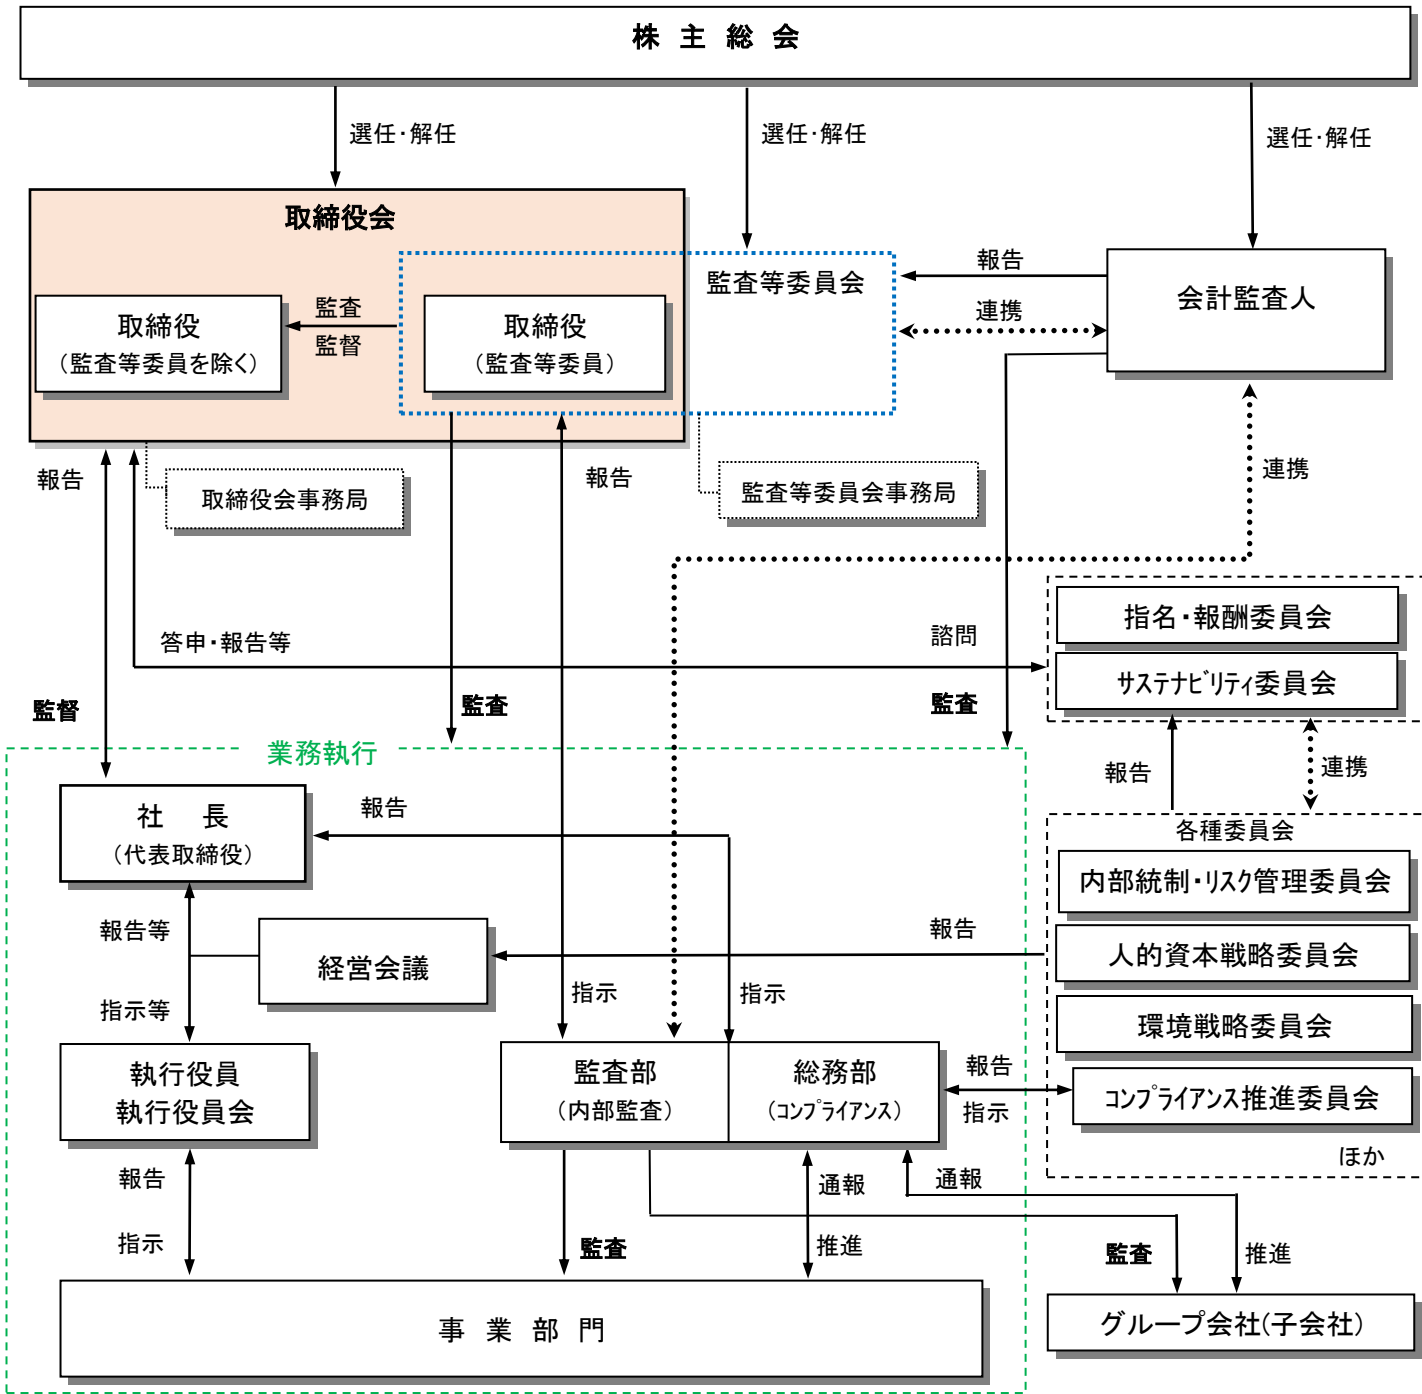 株 主 総 会
選任・解任
選任・解任
選任・解任
取締役会
監査等委員会
報告
連携
会計監査人
取締役
（監査等委員を除く）
監査
監督
取締役
（監査等委員）
報告
取締役会事務局
報告
監査等委員会事務局
連携
答申・報告等
諮問
指名・報酬委員会
サステナビリティ委員会
監督
監査
監査
業務執行
報告
連携
社 長
（代表取締役）
報告
各種委員会
内部統制・リスク管理委員会
人的資本戦略委員会
環境戦略委員会
コンプライアンス推進委員会
ほか
報告等
指示等
経営会議
報告
指示
指示
執行役員
執行役員会
監査部
（内部監査）
総務部
（コンプライアンス）
報告
指示
報告
指示
監査
通報
推進
通報
監査
推進
事 業 部 門
グループ会社（子会社）